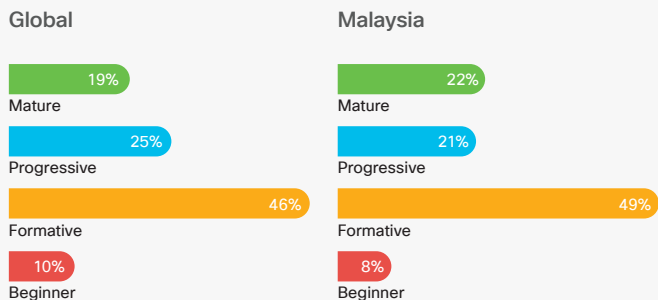 Global
19%
Mature
25%
Progressive
46%
Formative
10%
Beginner
Malaysia
22%
Mature
21%
Progressive
49%
Formative
8%
Beginner